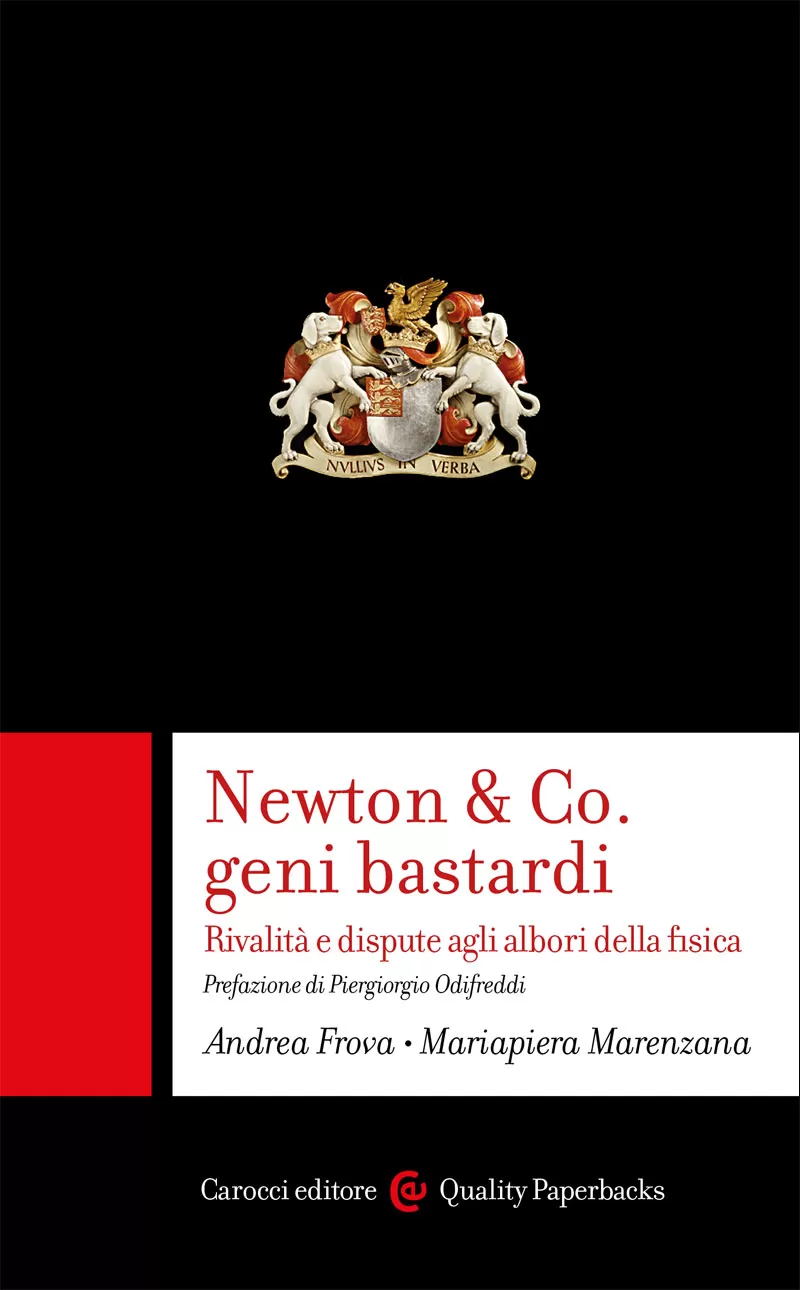 NVLLIVS IN VERBA
Newton & Co.
geni bastardi
Rivalità e dispute agli albori della fisica
Prefazione di Piergiorgio Odifreddi
Andrea Frova • Mariapiera Marenzana
Carocci editore Quality Paperbacks